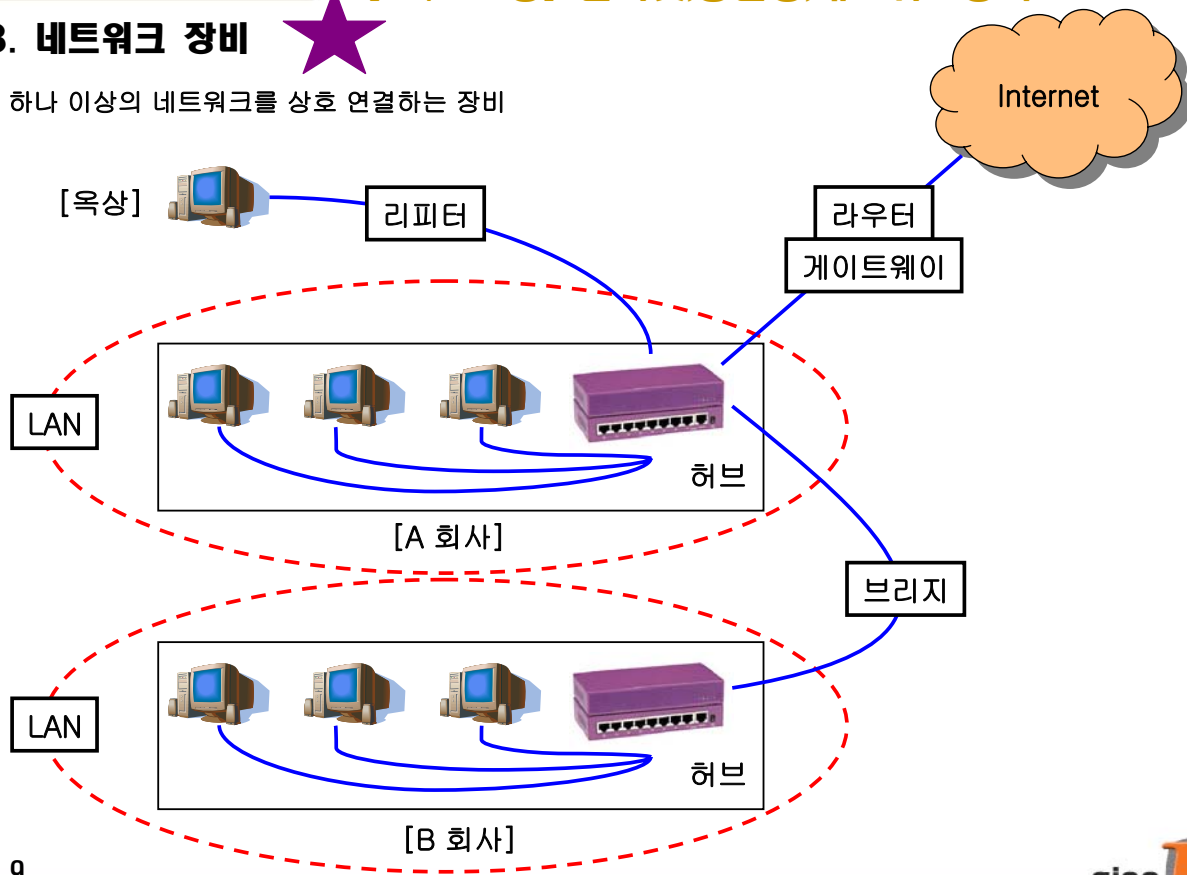 3. 네트워크 장비
하나 이상의 네트워크를 상호 연결하는 장비
Internet
[옥상]
리피터
라우터
게이트웨이
LAN
허브
[A 회사]
브리지
LAN
허브
[B 회사]
9